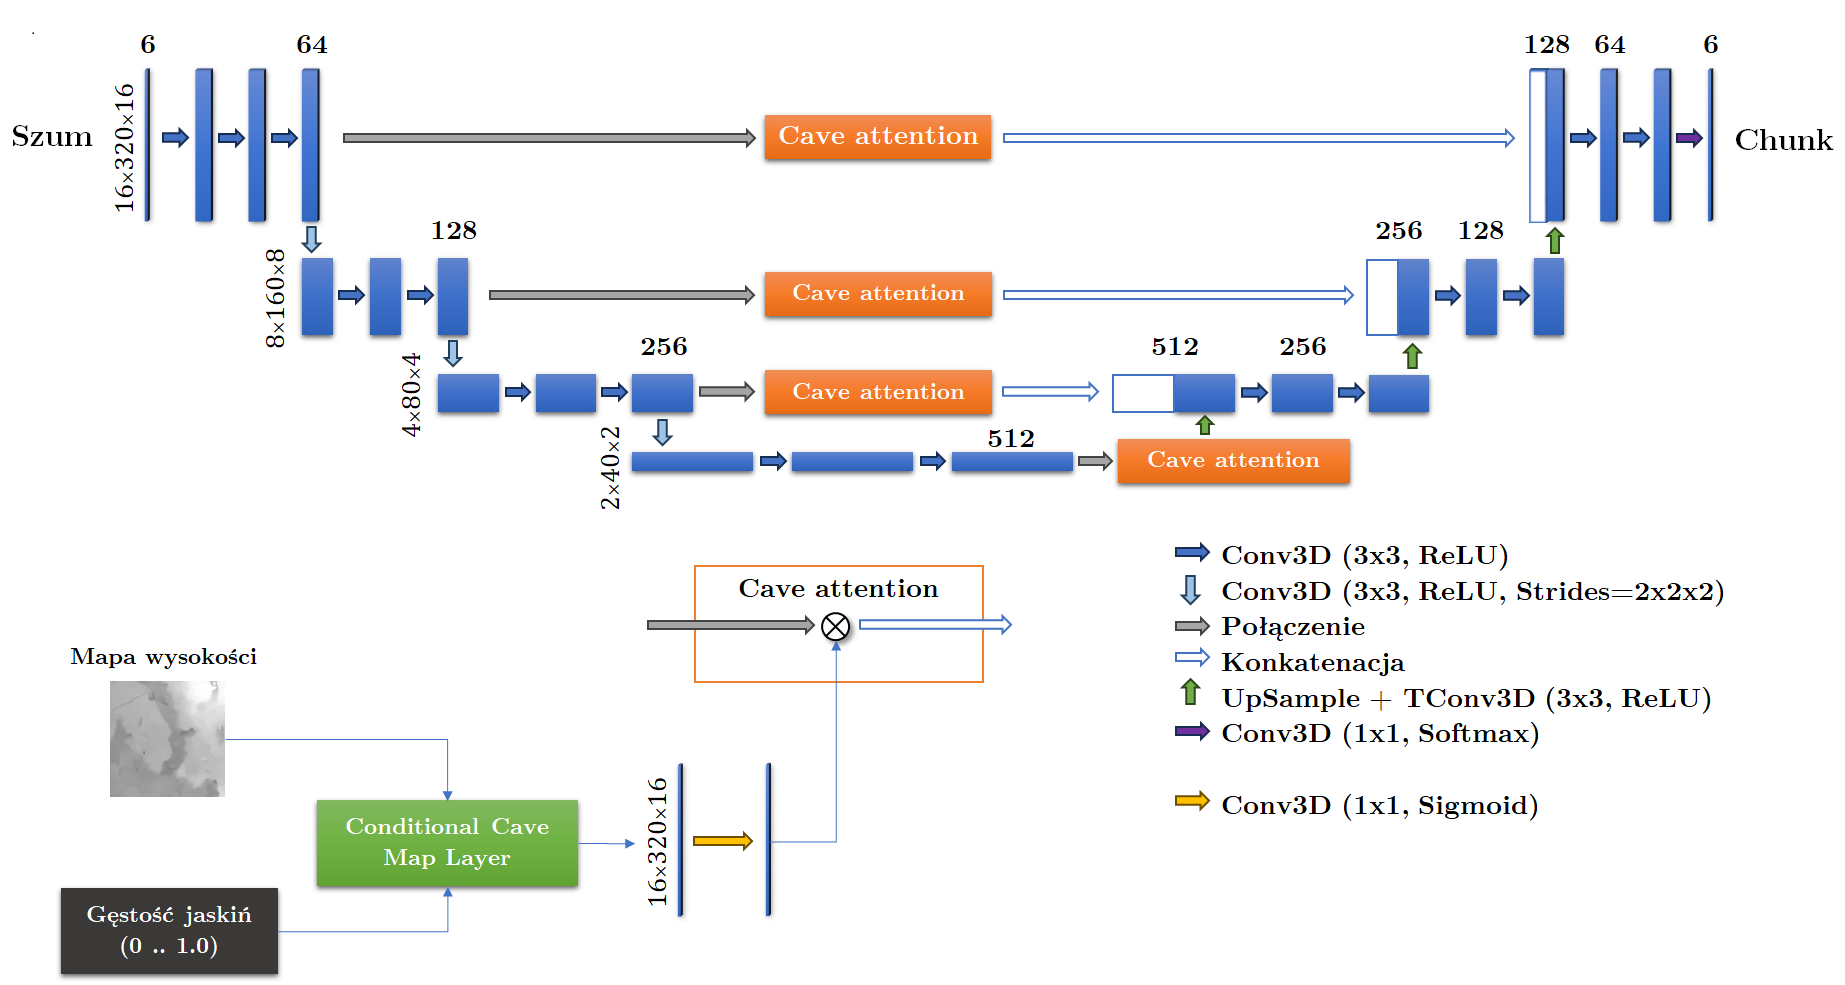 6
64
128
64
6
16×320×16
Szum
Cave attention
Chunk
128
256
128
8×160×8
Cave attention
256
512
256
4×80×4
Cave attention
512
2×40×2
Cave attention
Conv3D (3x3, ReLU)
Conv3D (3x3, ReLU, Strides=2x2x2)
Połączenie
Konkatenacja
UpSample + TConv3D (3x3, ReLU)
Conv3D (1x1, Softmax)
Conv3D (1x1, Sigmoid)
Cave attention
Mapa wysokości
Conditional Cave
Map Layer
16×320×16
Gęstość jaskiń
(0 .. 1.0)